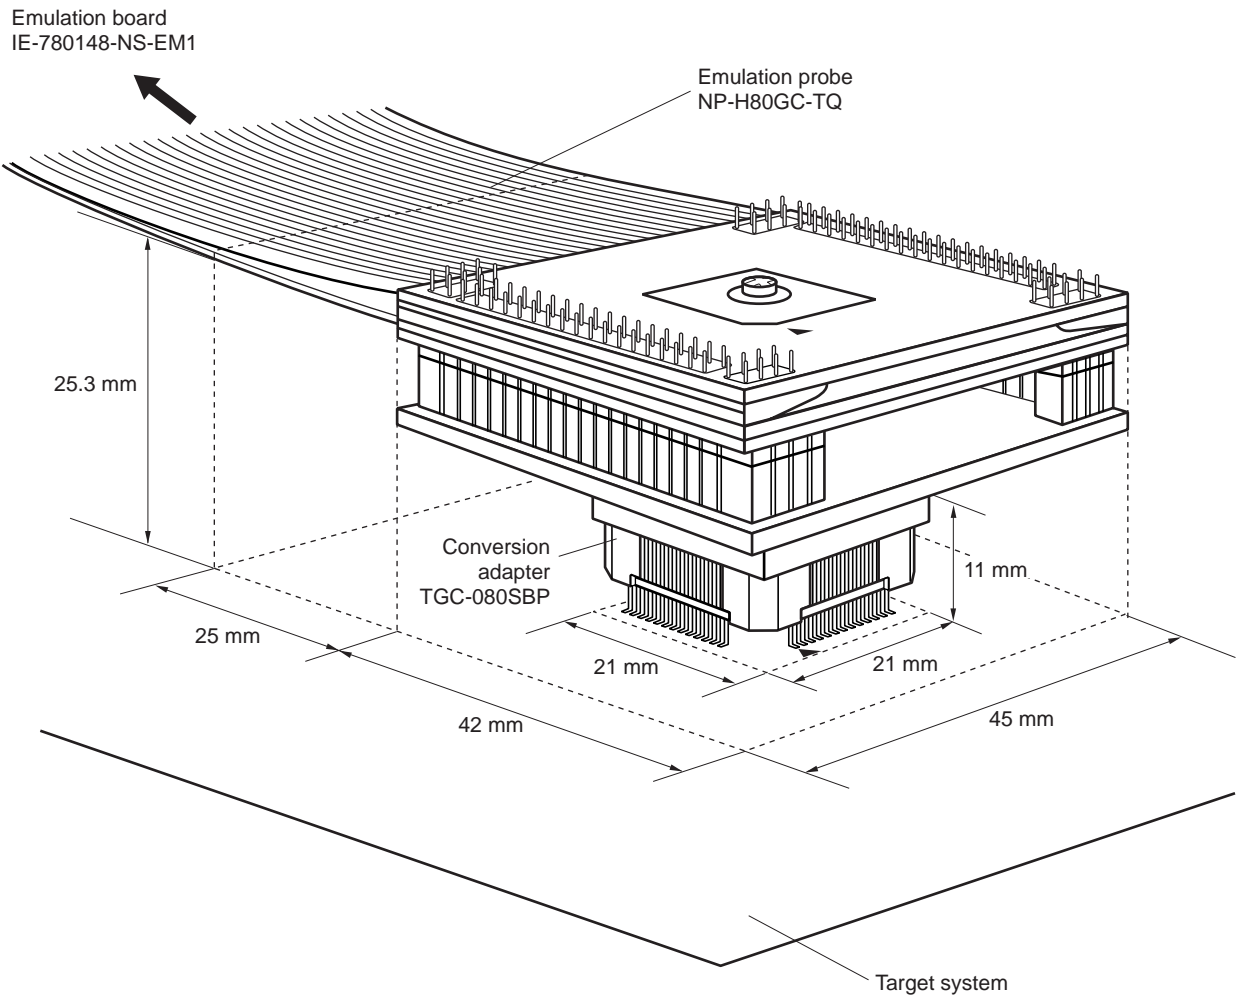 Emulation board
IE-780148-NS-EM1
Emulation probe
NP-H80GC-TQ
25.3 mm
Conversion
adapter
TGC-080SBP
11 mm
25 mm
21 mm
21 mm
42 mm
45 mm
Target system